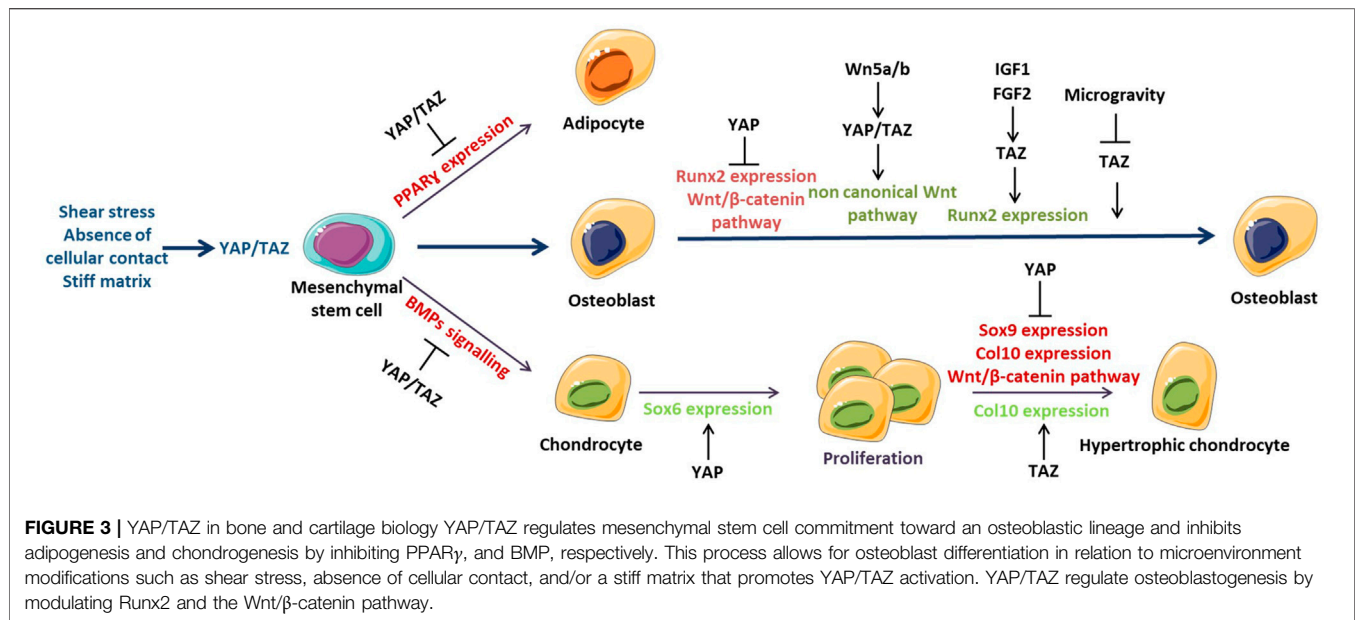 YAP/TAZ
PPARγ expression
Adipocyte
Shear stress
Absence of
cellular contact
Stiff matrix
YAP/TAZ
Mesenchymal
stem cell
Osteoblast
YAP
Runx2 expression
Wnt/β-catenin
pathway
Wn5a/b
YAP/TAZ
non canonical Wnt
pathway
IGF1
FGF2
TAZ
Runx2 expression
Microgravity
TAZ
Osteoblast
BMPs signalling
YAP/TAZ
Chondrocyte
Sox6 expression
YAP
Proliferation
YAP
Sox9 expression
Col10 expression
Wnt/β-catenin pathway
Col10 expression
TAZ
Hypertrophic chondrocyte
FIGURE 3 | YAP/TAZ in bone and cartilage biology YAP/TAZ regulates mesenchymal stem cell commitment toward an osteoblastic lineage and inhibits
adipogenesis and chondrogenesis by inhibiting PPARγ, and BMP, respectively. This process allows for osteoblast differentiation in relation to microenvironment
modifications such as shear stress, absence of cellular contact, and/or a stiff matrix that promotes YAP/TAZ activation. YAP/TAZ regulate osteoblastogenesis by
modulating Runx2 and the Wnt/β-catenin pathway.